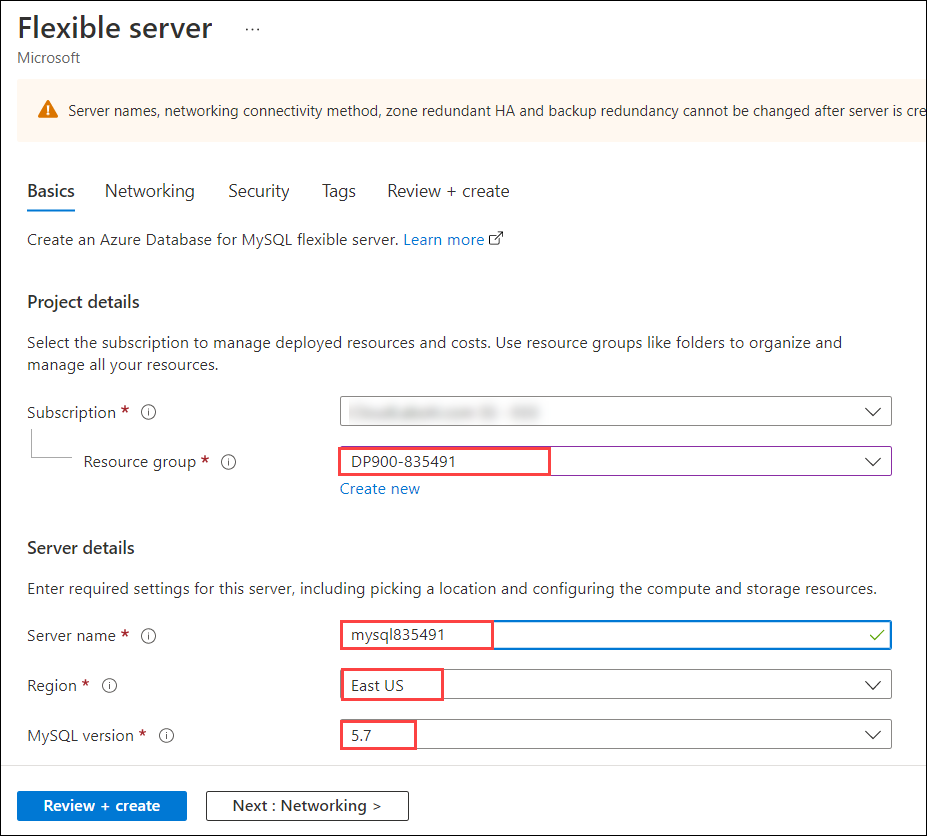 Flexible server ...
Microsoft
Server names, networking connectivity method, zone redundant HA and backup redundancy cannot be changed after server is cre
Basics Networking Security Tags Review + create
Create an Azure Database for MySQL flexible server. Learn more
Project details
Select the subscription to manage deployed resources and costs. Use resource groups like folders to organize and
manage all your resources.
Subscription *
Resource group * DP900-835491
Create new
Server details
Enter required settings for this server, including picking a location and configuring the compute and storage resources.
Server name * mysql835491
Region * East US
MySQL version * 5.7
Review + create Next : Networking >